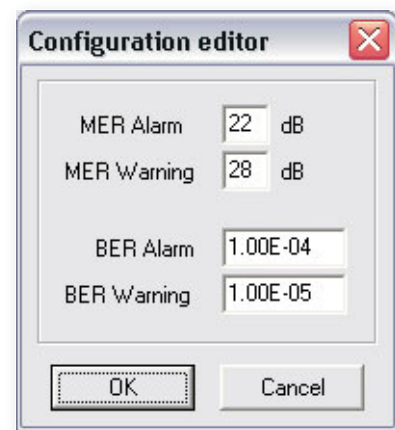 Configuration editor
MER Alarm 22 dB
MER Warning 28 dB
BER Alarm 1.00E-04
BER Warning 1.00E-05
OK Cancel